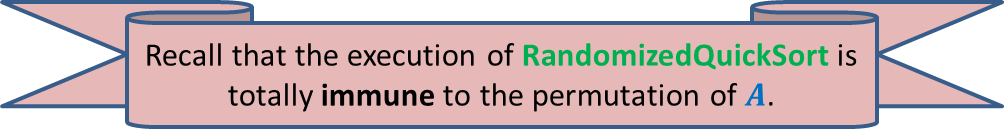 Recall that the execution of RandomizedQuickSort is
totally immune to the permutation of A.